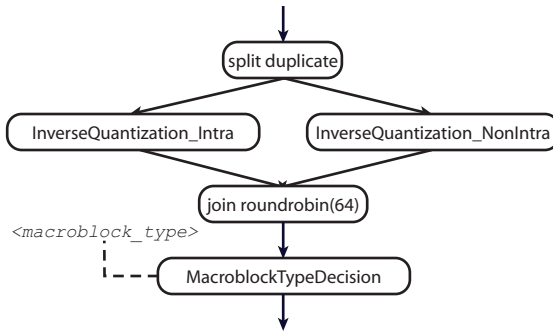 split duplicate
InverseQuantization_Intra
InverseQuantization_NonIntra
join roundrobin(64)
<macroblock_type>
MacroblockTypeDecision